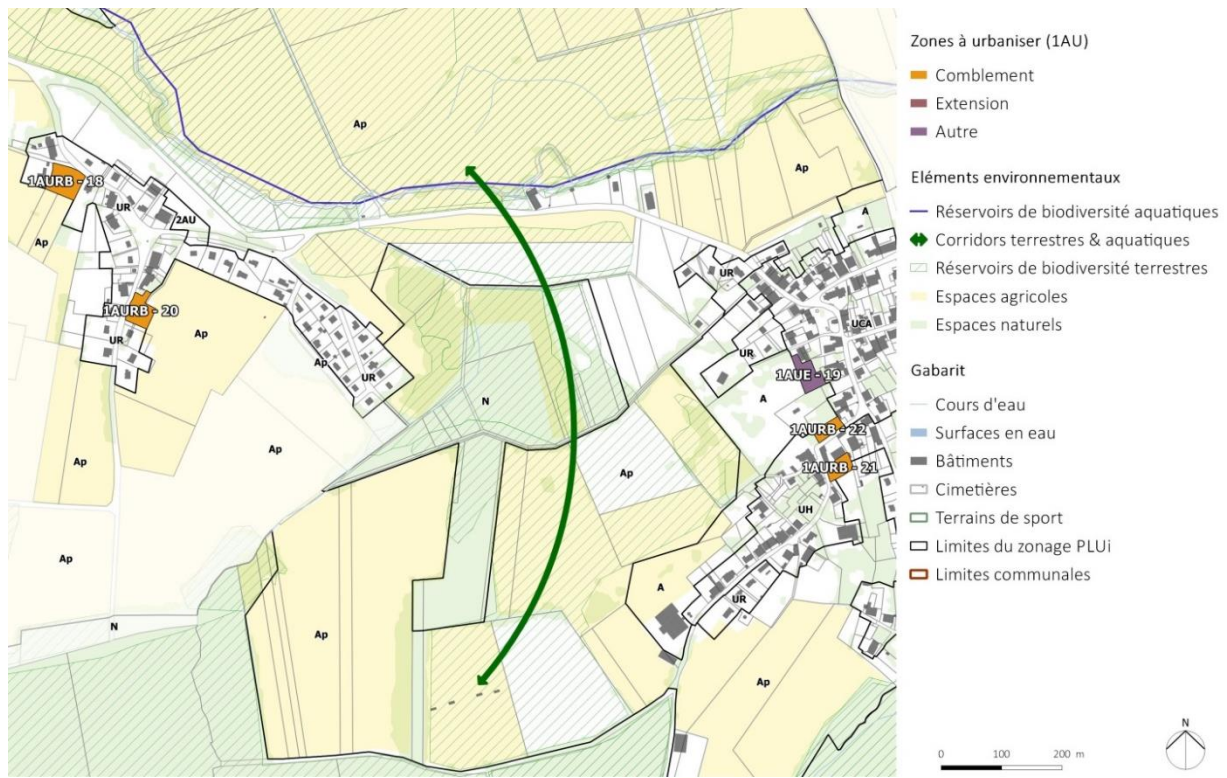 Ap
Ap
1AURB - 18
UR
2AU
A
Ap
UR
UCA
1AURB - 20
Ap
UR
Ap
UR
UR
1AUE - 19
N
A
1AURB - 22
Ap
Ap
1AURB - 21
UH
Ap
A
UR
N
Ap
Ap
Zones à urbaniser (1AU)
Comblement
Extension
Autre
Eléments environnementaux
Réservoirs de biodiversité aquatiques
Corridors terrestres & aquatiques
Réservoirs de biodiversité terrestres
Espaces agricoles
Espaces naturels
Gabarit
Cours d'eau
Surfaces en eau
Bâtiments
Cimetières
Terrains de sport
Limites du zonage PLUi
Limites communales
N
0 100 200 m